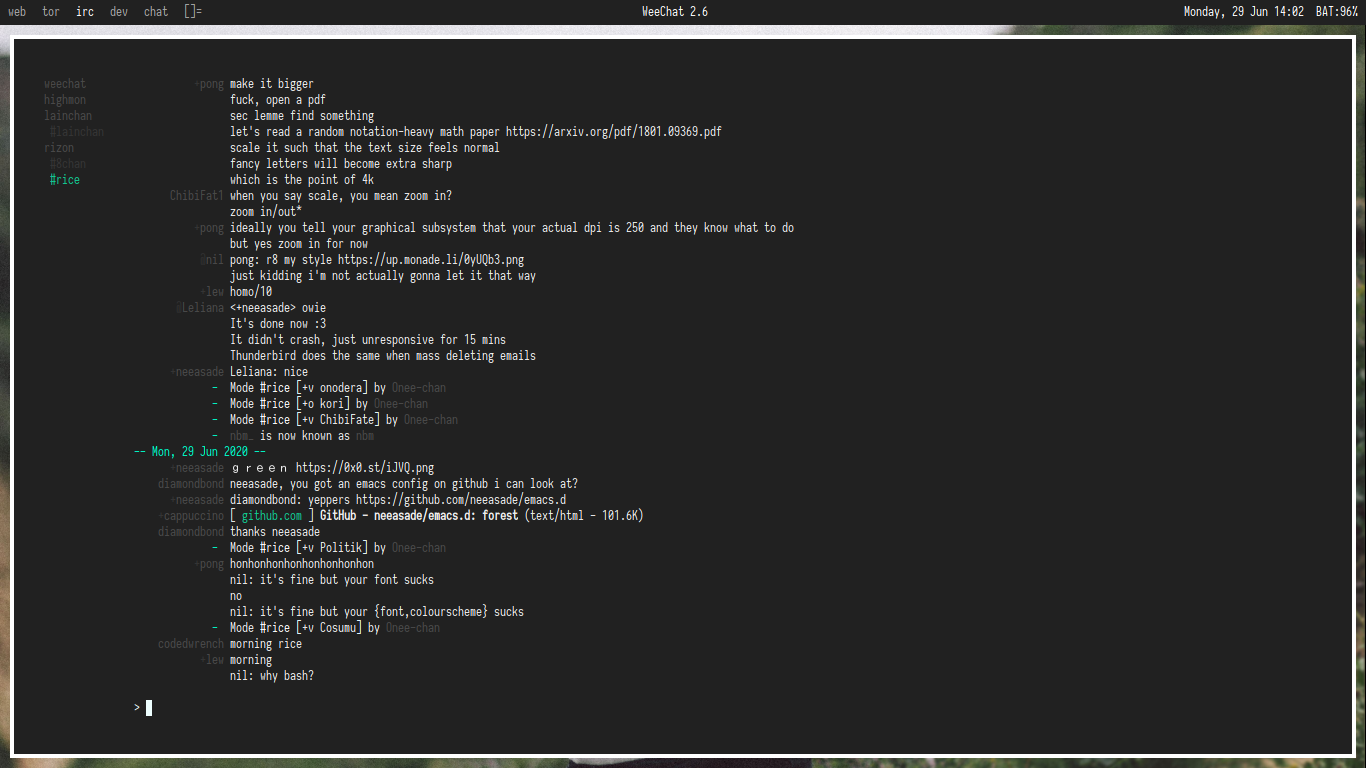 web tor irc dev chat []= WeeChat 2.6 Monday, 29 Jun 14:02 BAT:96%
weechat +pong make it bigger
highmon fuck, open a pdf
lainchan sec lemme find something
#lainchan let's read a random notation-heavy math paper https://arxiv.org/pdf/1801.09369.pdf
rizon scale it such that the text size feels normal
#8chan fancy letters will become extra sharp
#rice which is the point of 4k
ChibiFat1 when you say scale, you mean zoom in?
zoom in/out*
+pong ideally you tell your graphical subsystem that your actual dpi is 250 and they know what to do
but yes zoom in for now
@nil pong: r8 my style https://up.monade.li/0yUQb3.png
just kidding i'm not actually gonna let it that way
+lew homo/10
@Leliana <+neeasade> owie
It's done now :3
It didn't crash, just unresponsive for 15 mins
Thunderbird does the same when mass deleting emails
+neeasade Leliana: nice
- Mode #rice [+v onodera] by Onee-chan
- Mode #rice [+o kori] by Onee-chan
- Mode #rice [+v ChibiFate] by Onee-chan
- nbm_ is now known as nbm
-- Mon, 29 Jun 2020 --
+neeasade ｇｒｅｅｎ https://0x0.st/iJVQ.png
diamondbond neeasade, you got an emacs config on github i can look at?
+neeasade diamondbond: yeppers https://github.com/neeasade/emacs.d
+cappuccino [ github.com ] GitHub - neeasade/emacs.d: forest (text/html - 101.6K)
diamondbond thanks neeasade
- Mode #rice [+v Politik] by Onee-chan
+pong honhonhonhonhonhonhonhon
nil: it's fine but your font sucks
no
nil: it's fine but your {font,colourscheme} sucks
- Mode #rice [+v Cosumu] by Onee-chan
codedwrench morning rice
+lew morning
nil: why bash?
>